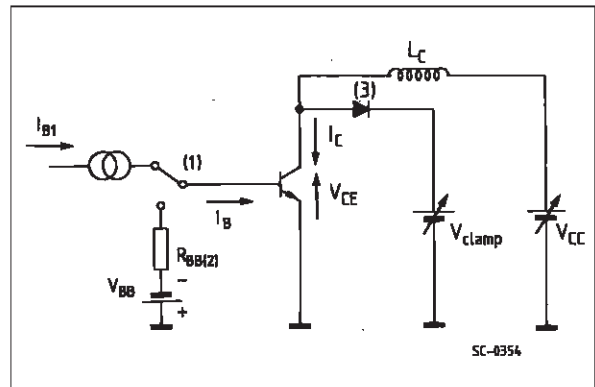 L_C
(3)
I_B1
(1)
I_C
V_CE
I_B
V_clamp
V_CC
R_BB(2)
V_BB
-
+
SC-0354